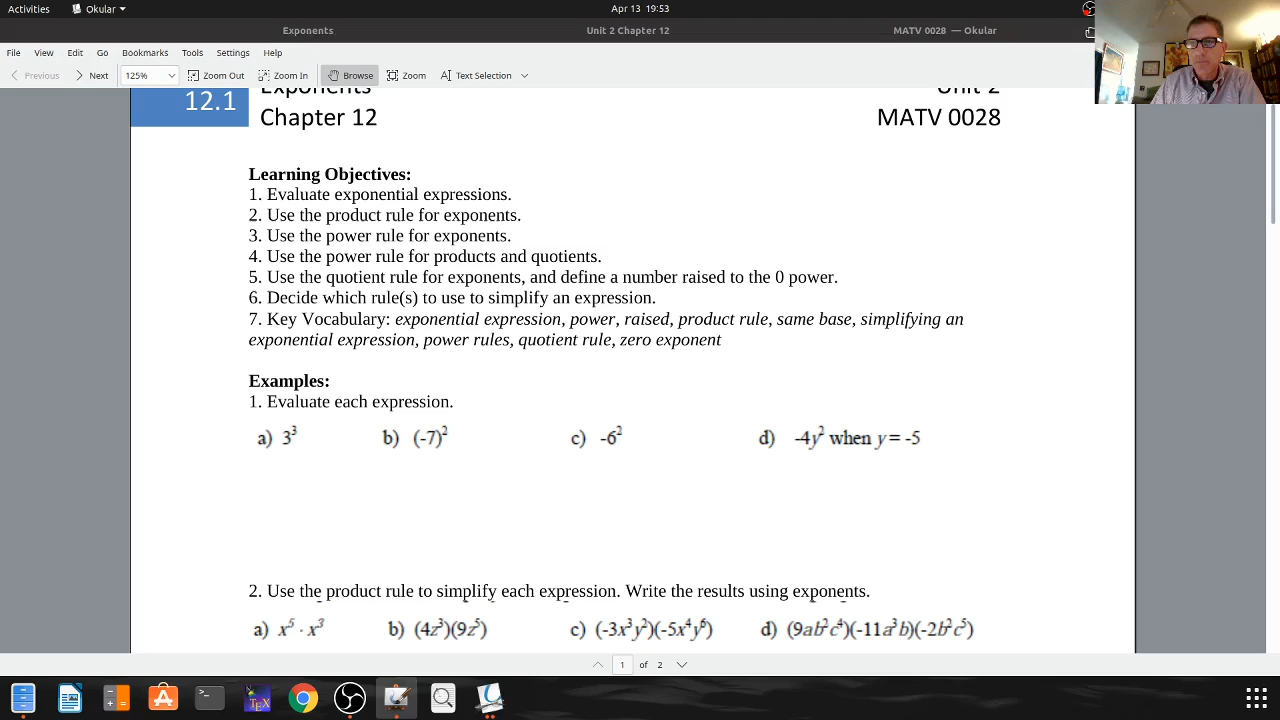 Activities Okular Apr 13 19:53
Exponents Unit 2 Chapter 12 MATV 0028 — Okular
File View Edit Go Bookmarks Tools Settings Help
Previous Next 125% Zoom Out Zoom In Browse Zoom Text Selection
12.1 Exponents Unit 2
Chapter 12 MATV 0028
Learning Objectives:
1. Evaluate exponential expressions.
2. Use the product rule for exponents.
3. Use the power rule for exponents.
4. Use the power rule for products and quotients.
5. Use the quotient rule for exponents, and define a number raised to the 0 power.
6. Decide which rule(s) to use to simplify an expression.
7. Key Vocabulary: exponential expression, power, raised, product rule, same base, simplifying an
exponential expression, power rules, quotient rule, zero exponent
Examples:
1. Evaluate each expression.
a) 3³ b) (-7)² c) -6² d) -4y² when y = -5
2. Use the product rule to simplify each expression. Write the results using exponents.
a) x⁵ · x³ b) (4z³)(9z⁵) c) (-3x³y²)(-5x⁴y⁶) d) (9ab²c⁴)(-11a³b)(-2b²c⁵)
1 of 2